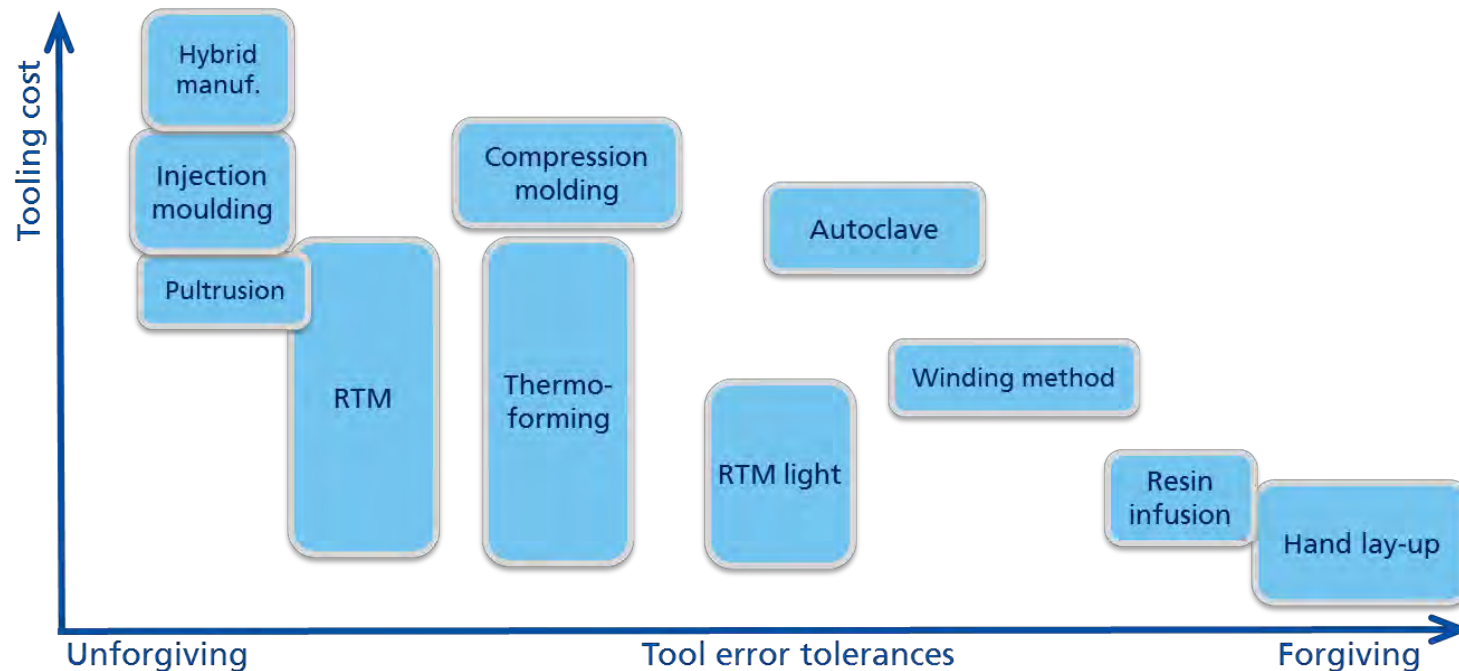 Tooling cost
Hybrid
manuf.
Injection
moulding
Pultrusion
RTM
Compression
molding
Thermo-
forming
Autoclave
RTM light
Winding method
Resin
infusion
Hand lay-up
Unforgiving
Tool error tolerances
Forgiving